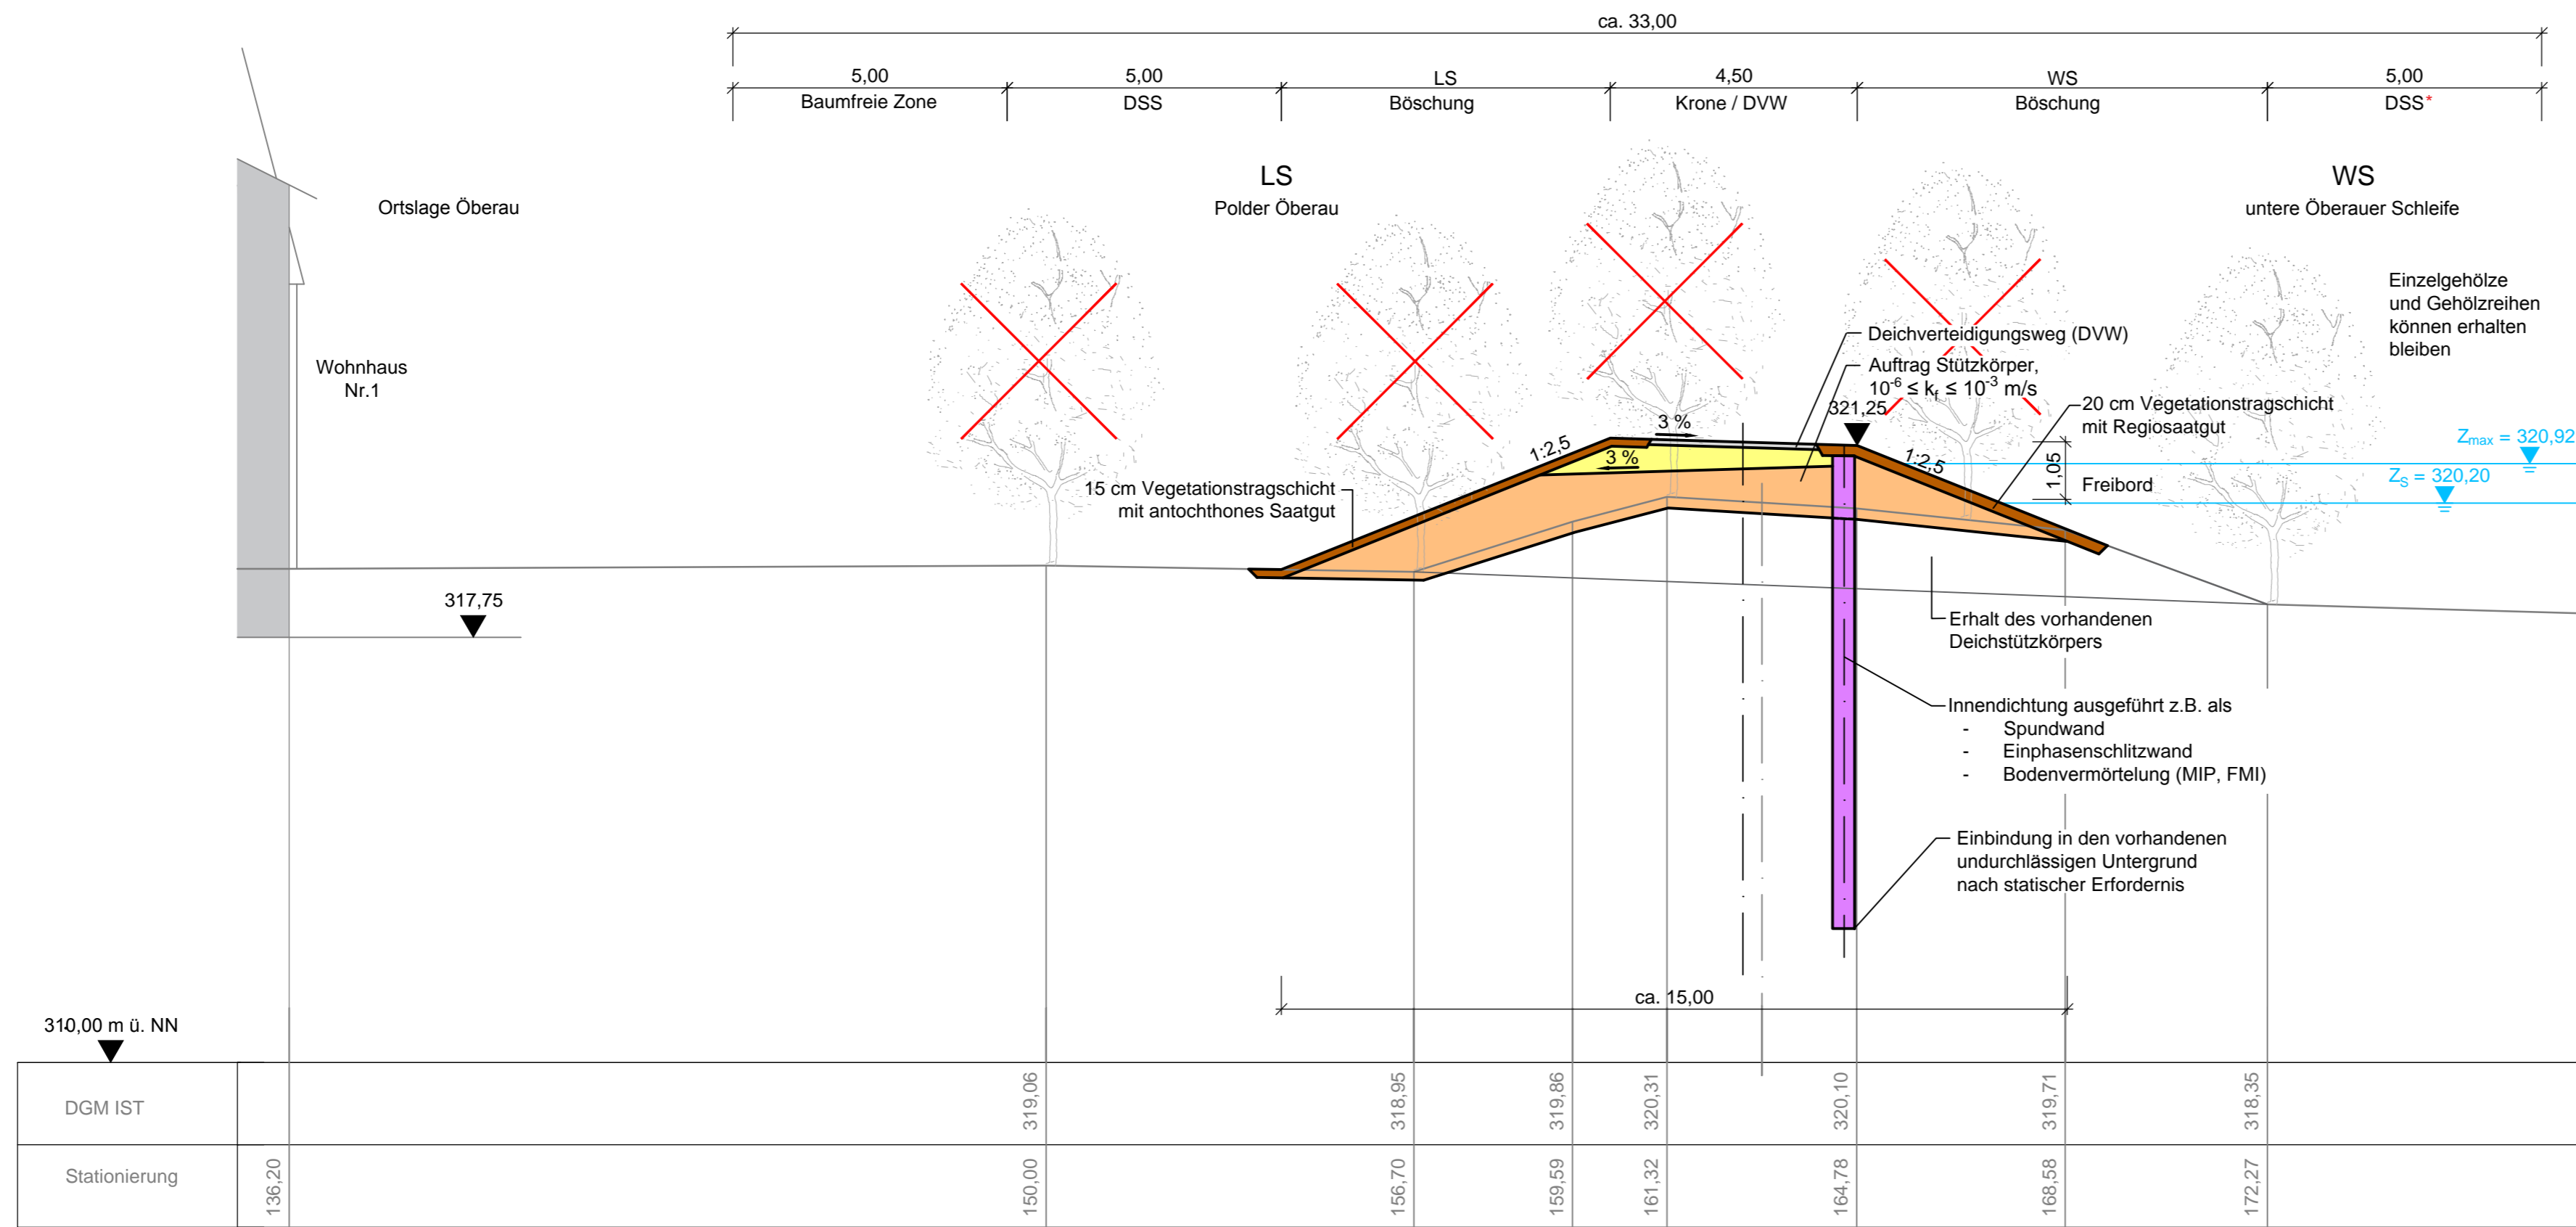 ca. 33,00
5,00
5,00
LS
4,50
WS
5,00
Baumfreie Zone
DSS
Böschung
Krone / DVW
Böschung
DSS*
LS
Polder Öberau
WS
untere Öberauer Schleife
Ortslage Öberau
Einzelgehölze
und Gehölzreihen
können erhalten
bleiben
Wohnhaus
Nr.1
Deichverteidigungsweg (DVW)
Auftrag Stützkörper,
10⁻⁶ ≤ kf ≤ 10⁻³ m/s
321,25
20 cm Vegetationstragschicht
mit Regiosaatgut
3 %
3 %
1:2,5
1:2,5
1,05
Freibord
Zmax = 320,92
ZS = 320,20
15 cm Vegetationstragschicht
mit antochthones Saatgut
317,75
Erhalt des vorhandenen
Deichstützkörpers
Innendichtung ausgeführt z.B. als
- Spundwand
- Einphasenschlitzwand
- Bodenvermörtelung (MIP, FMI)
Einbindung in den vorhandenen
undurchlässigen Untergrund
nach statischer Erfordernis
ca. 15,00
310,00 m ü. NN
DGM IST
319,06
318,95
319,86
320,31
320,10
319,71
318,35
Stationierung
136,20
150,00
156,70
159,59
161,32
164,78
168,58
172,27